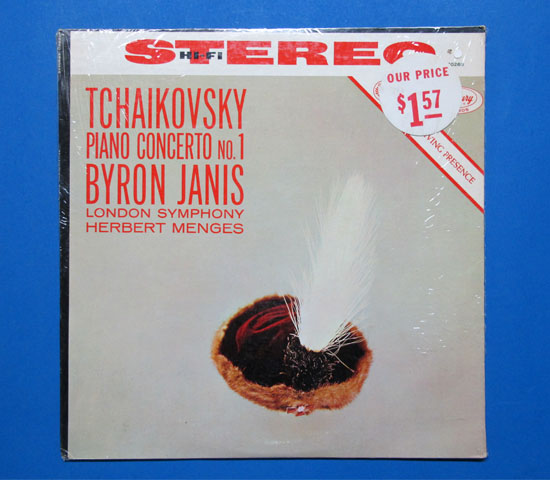 STEREO
HI-FI
OUR PRICE
$1.57
LIVING PRESENCE
TCHAIKOVSKY
PIANO CONCERTO NO. 1
BYRON JANIS
LONDON SYMPHONY
HERBERT MENGES